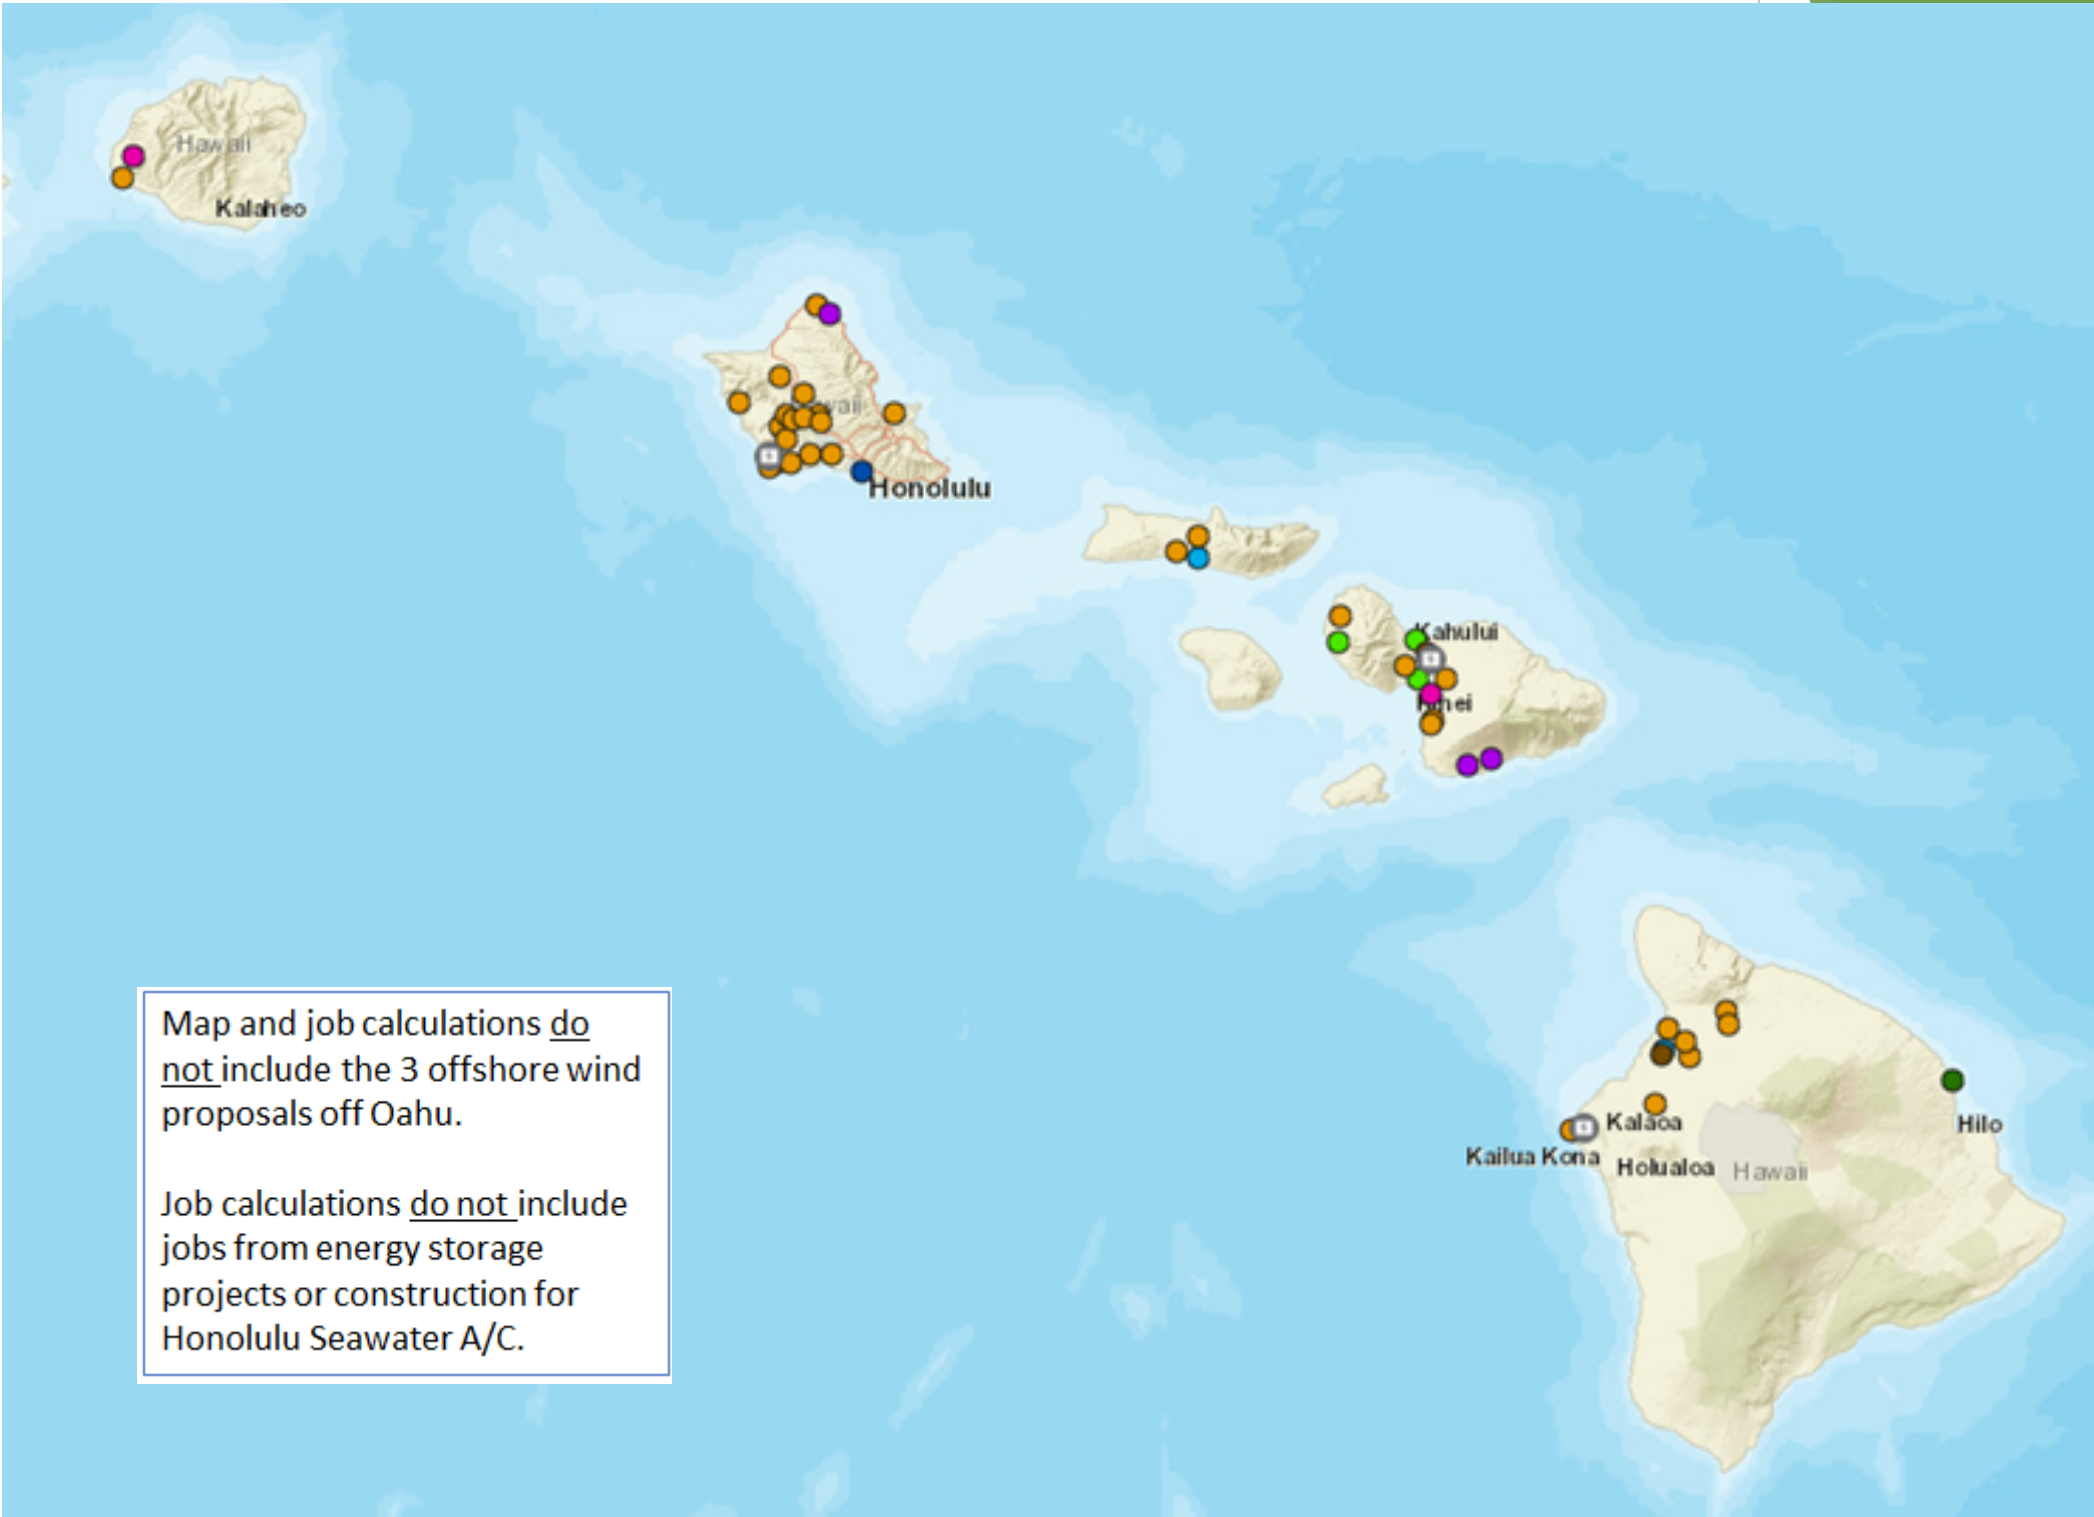 Hawaii
Kalaheo
Honolulu
Kahului
Kalaoa
Hilo
Kailua Kona
Holualoa
Hawaii
Map and job calculations do
not include the 3 offshore wind
proposals off Oahu.
Job calculations do not include
jobs from energy storage
projects or construction for
Honolulu Seawater A/C.